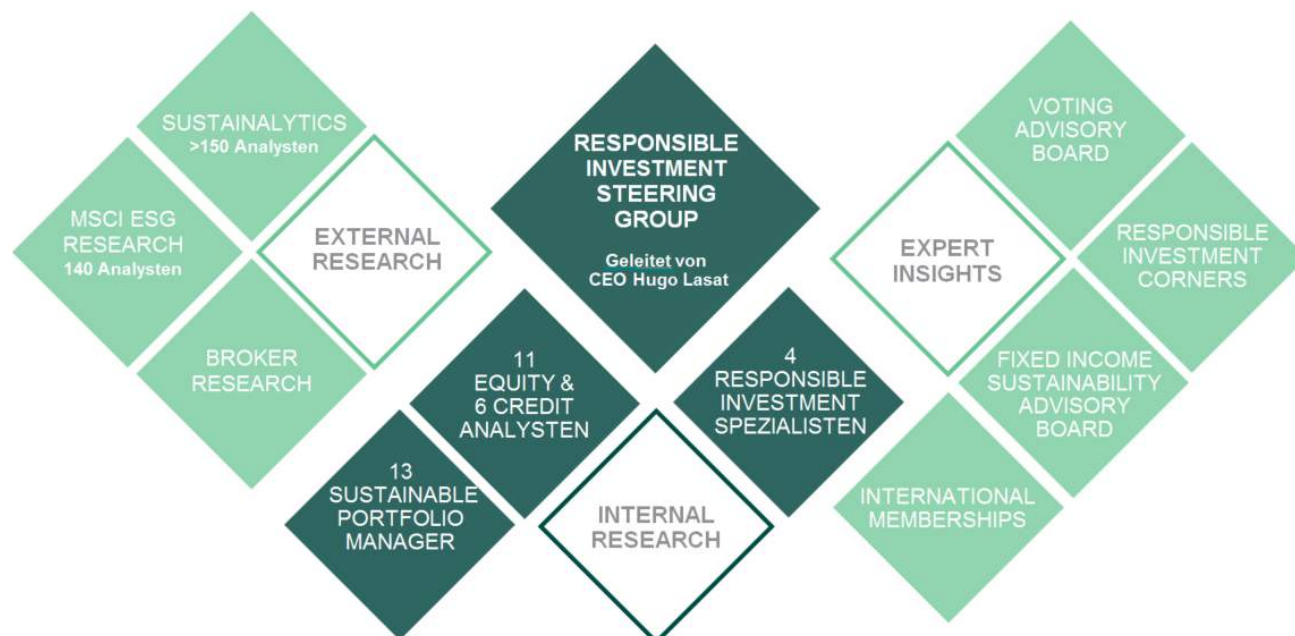 SUSTAINALYTICS
>150 Analysten
MSCI ESG
RESEARCH
140 Analysten
BROKER
RESEARCH
EXTERNAL
RESEARCH
RESPONSIBLE
INVESTMENT
STEERING
GROUP
Geleitet von
CEO Hugo Lasat
11
EQUITY &
6 CREDIT
ANALYSTEN
13
SUSTAINABLE
PORTFOLIO
MANAGER
4
RESPONSIBLE
INVESTMENT
SPEZIALISTEN
INTERNAL
RESEARCH
VOTING
ADVISORY
BOARD
EXPERT
INSIGHTS
RESPONSIBLE
INVESTMENT
CORNERS
FIXED INCOME
SUSTAINABILITY
ADVISORY
BOARD
INTERNATIONAL
MEMBERSHIPS